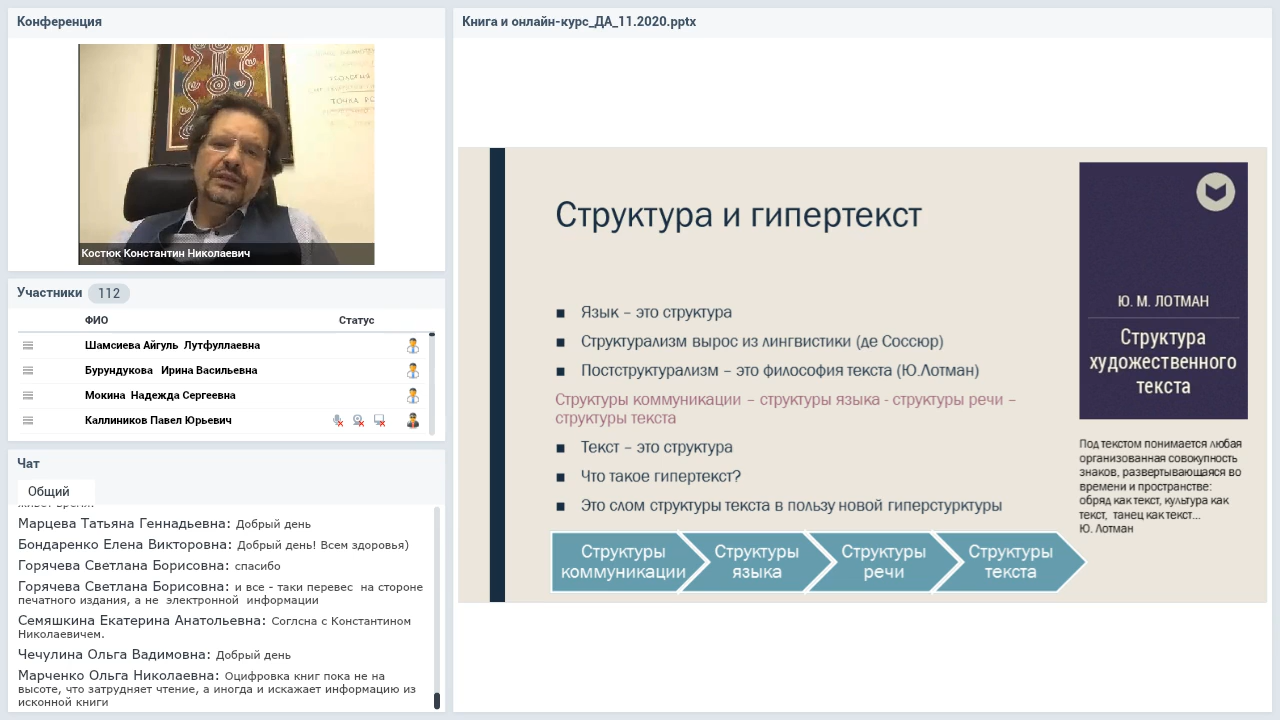 Конференция
ТОЧКА РО
Костюк Константин Николаевич
Участники 112
ФИО Статус
Шамсиева Айгуль Лутфуллаевна
Бурундукова Ирина Васильевна
Мокина Надежда Сергеевна
Каллиников Павел Юрьевич
Чат
Общий
Марцева Татьяна Геннадьевна: Добрый день
Бондаренко Елена Викторовна: Добрый день! Всем здоровья)
Горячева Светлана Борисовна: спасибо
Горячева Светлана Борисовна: и все - таки перевес на стороне
печатного издания, а не электронной информации
Семяшкина Екатерина Анатольевна: Соглсна с Константином
Николаевичем.
Чечулина Ольга Вадимовна: Добрый день
Марченко Ольга Николаевна: Оцифровка книг пока не на
высоте, что затрудняет чтение, а иногда и искажает информацию из
исконной книги
Книга и онлайн-курс_ДА_11.2020.pptx
Структура и гипертекст
Язык – это структура
Структурализм вырос из лингвистики (де Соссюр)
Постструктурализм – это философия текста (Ю.Лотман)
Структуры коммуникации – структуры языка - структуры речи –
структуры текста
Текст – это структура
Что такое гипертекст?
Это слом структуры текста в пользу новой гиперстурктуры
Структуры
коммуникации
Структуры
языка
Структуры
речи
Структуры
текста
Ю. М. ЛОТМАН
Структура
художественного
текста
Под текстом понимается любая
организованная совокупность
знаков, развертывающаяся во
времени и пространстве:
обряд как текст, культура как
текст, танец как текст...
Ю. Лотман